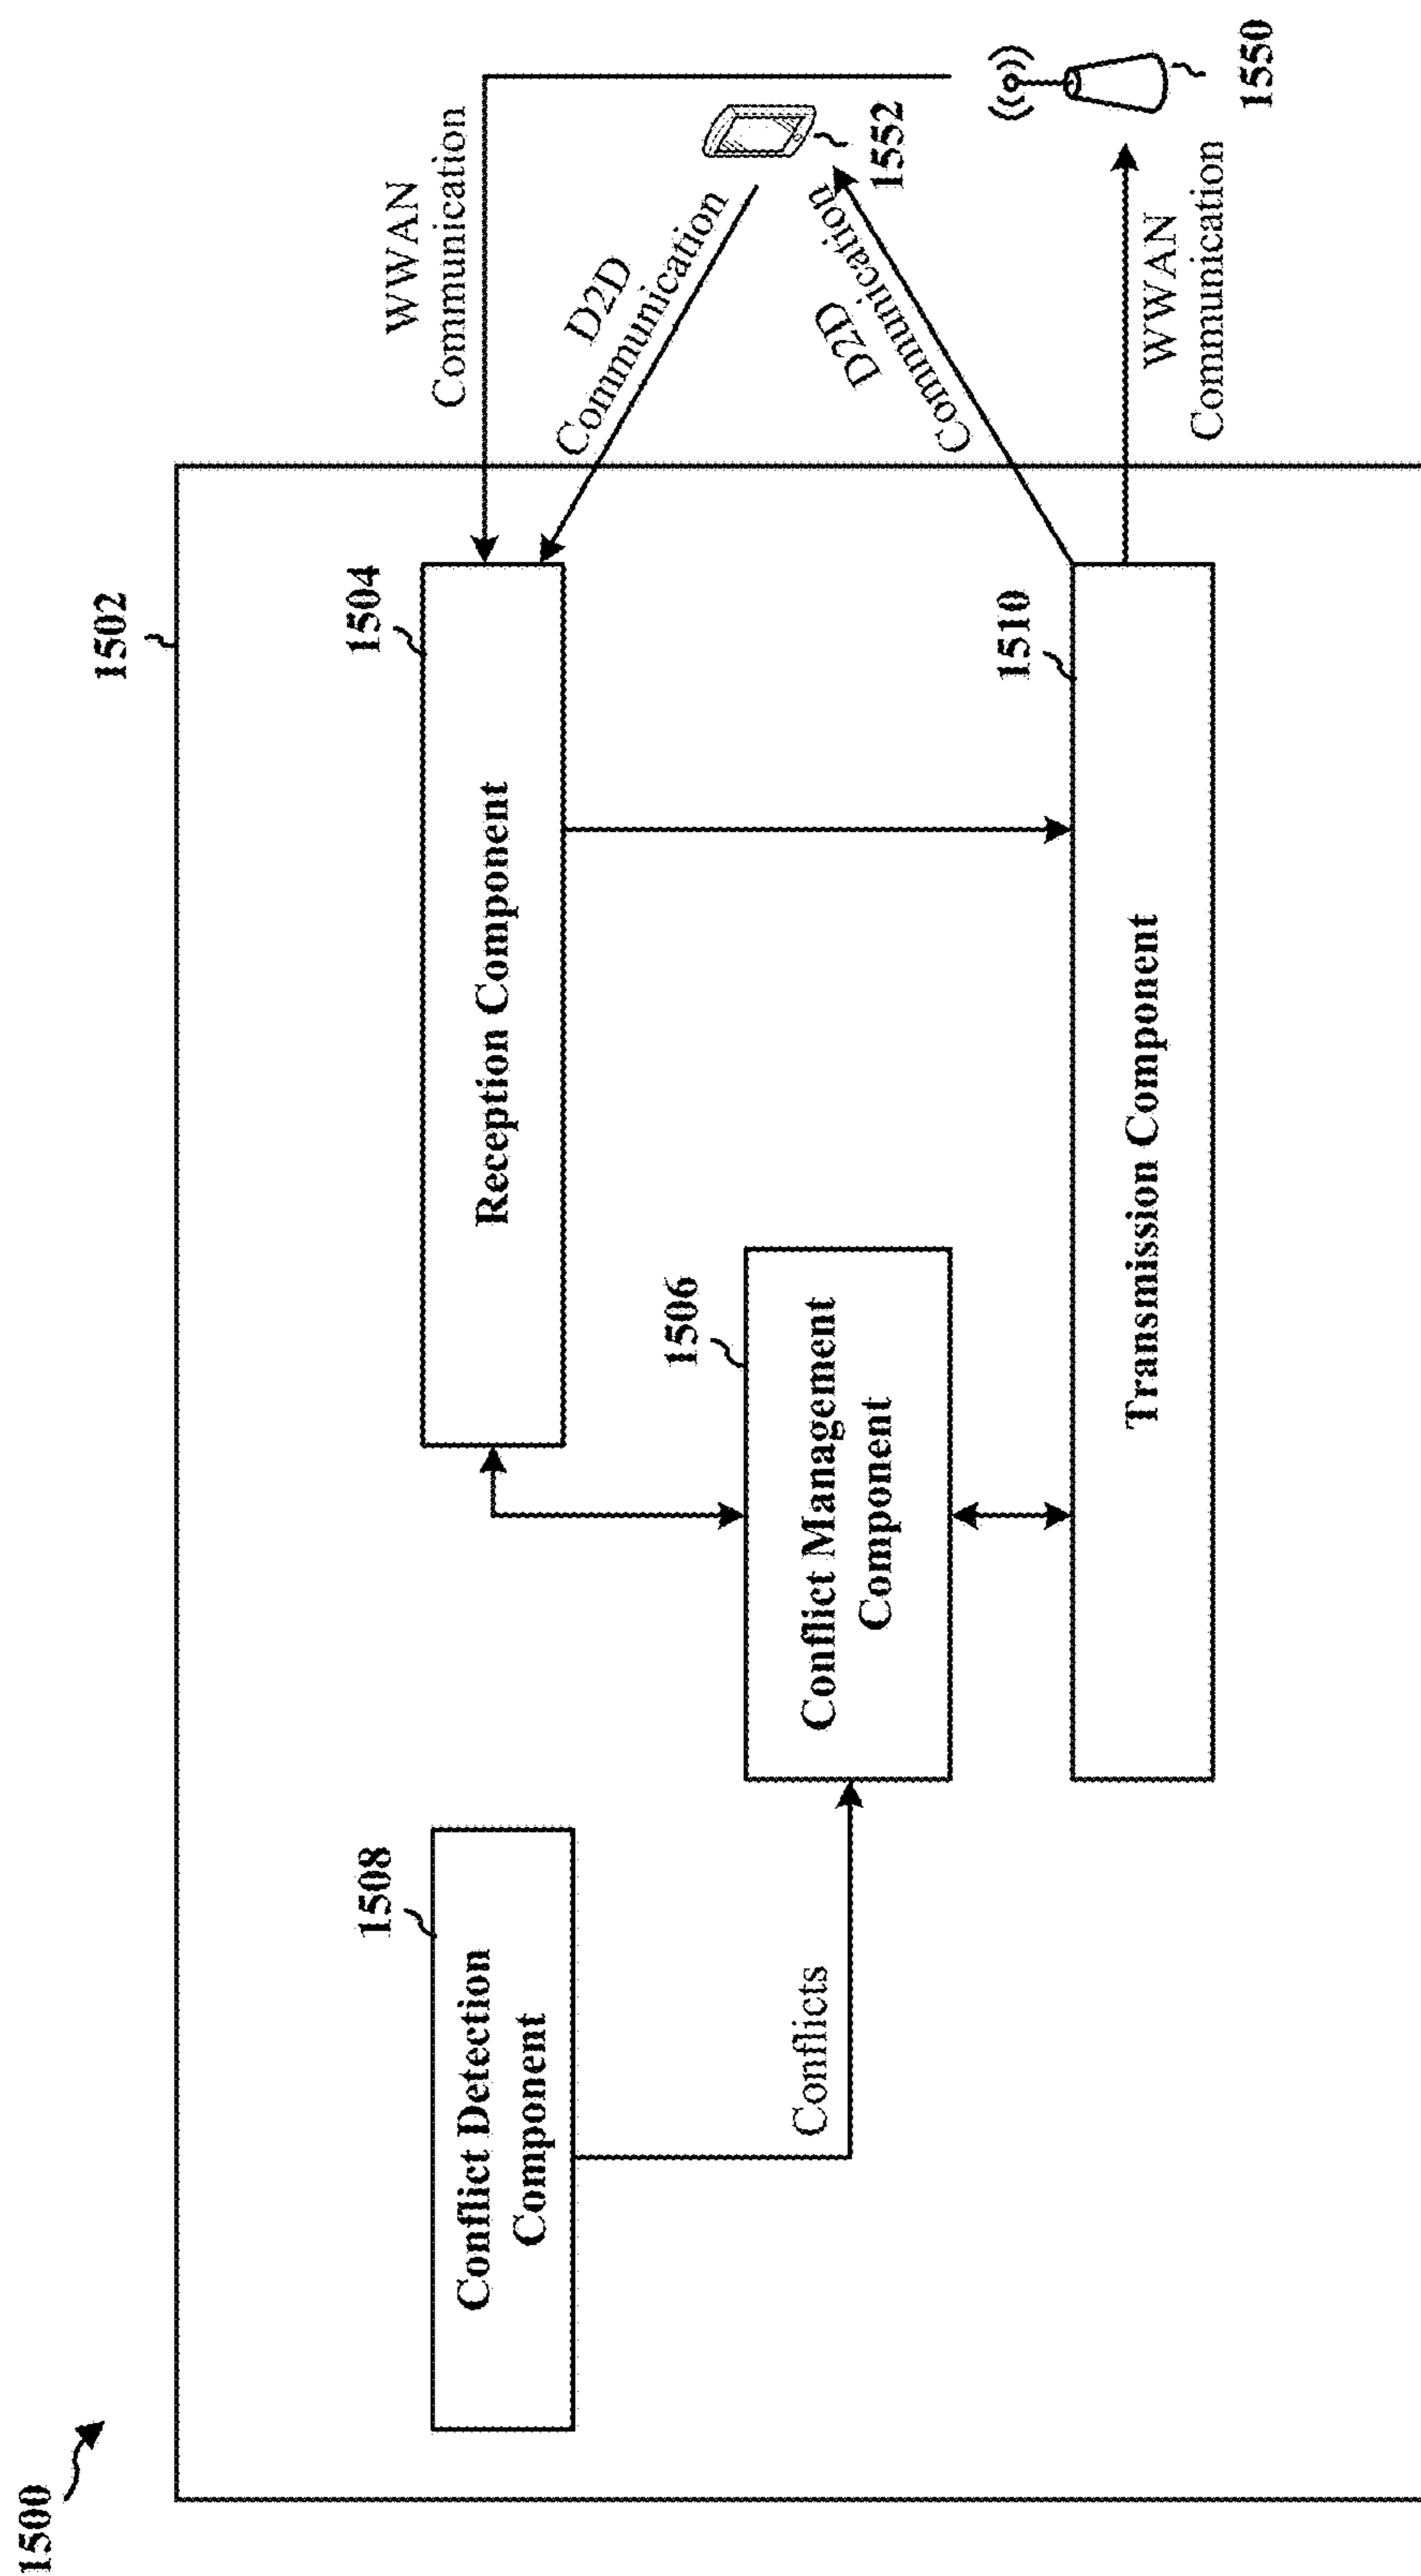 1500
1502
1508
Conflict Detection
Component
Conflicts
1506
Conflict Management
Component
1504
Reception Component
1510
Transmission Component
WWAN
Communication
D2D
Communication
D2D
Communication
WWAN
Communication
1552
1550